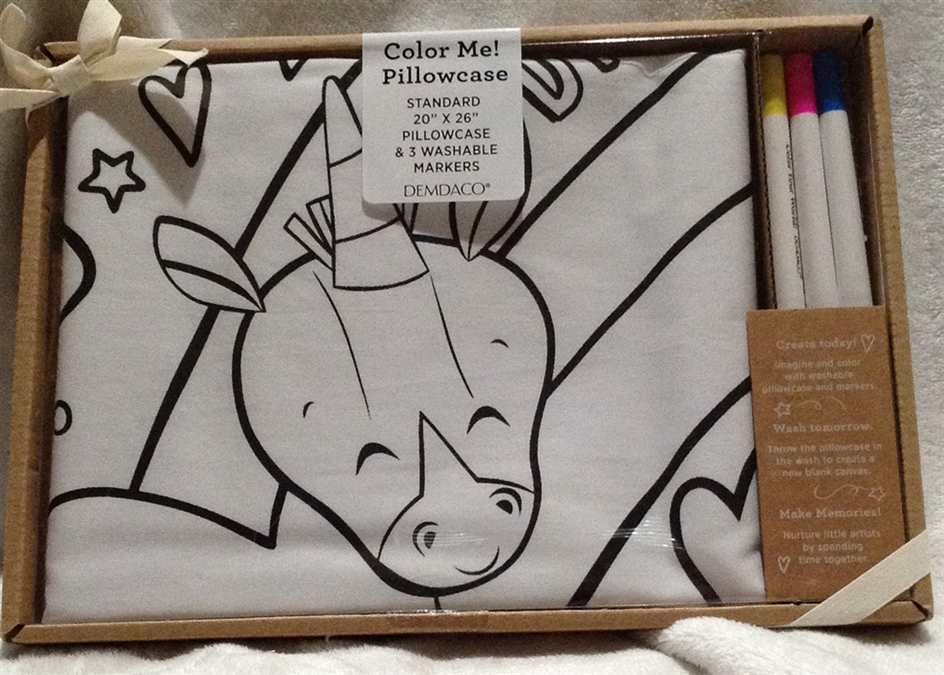 Color Me!
Pillowcase
STANDARD
20" X 26"
PILLOWCASE
& 3 WASHABLE
MARKERS
DEMDACO®
Create today!
Imagine and color
with washable
pillowcase and markers.
Wash tomorrow.
Throw the pillowcase in
the wash to create a
new blank canvas.
Make Memories!
Nurture little artists
by spending
time together.